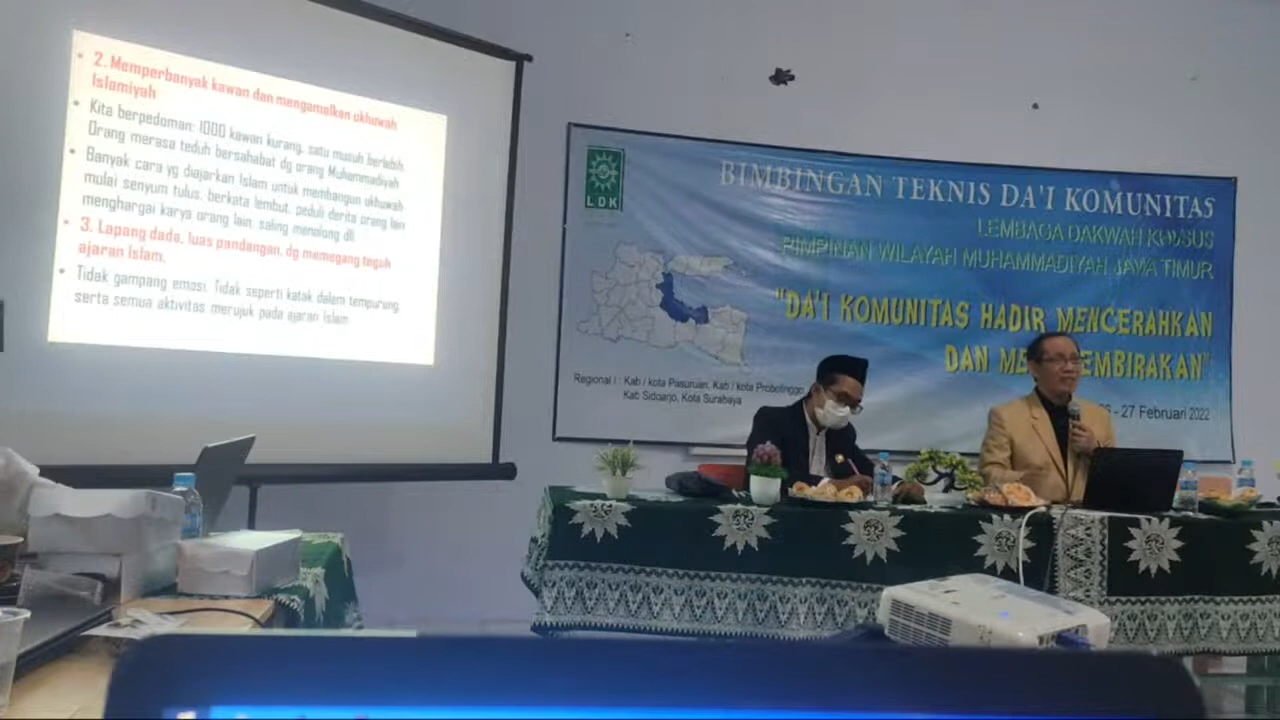 2. Memperbanyak kawan dan mengamalkan ukhuwah
Islamiyah
Kita berpedoman: 1000 kawan kurang, satu musuh berlebih.
Orang merasa teduh bersahabat dg orang Muhammadiyah
Banyak cara yg diajarkan Islam untuk membangun ukhuwah
mulai senyum tulus, berkata lembut, peduli derita orang lain
menghargai karya orang lain, saling menolong dll.
3. Lapang dada, luas pandangan, dg memegang teguh
ajaran Islam.
Tidak gampang emosi. Tidak seperti katak dalam tempurung
serta semua aktivitas merujuk pada ajaran Islam
LDK
BIMBINGAN TEKNIS DA'I KOMUNITAS
LEMBAGA DAKWAH KHUSUS
PIMPINAN WILAYAH MUHAMMADIYAH JAWA TIMUR
"DA'I KOMUNITAS HADIR MENCERAHKAN
DAN ME EMBIRAKAN"
Regional I : Kab / kota Pasuruan, Kab / kota Probolinggo,
Kab Sidoarjo, Kota Surabaya
- 27 Februari 2022